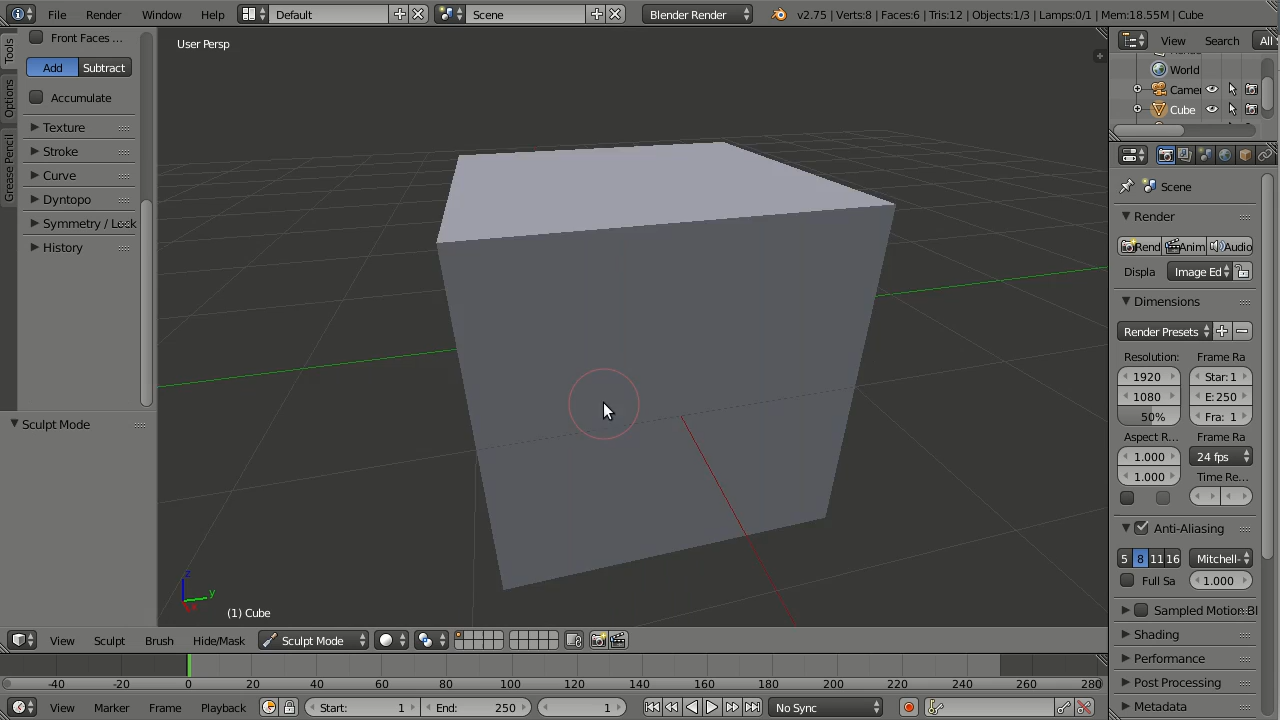 File Render Window Help Default Scene Blender Render v2.75 | Verts:8 | Faces:6 | Tris:12 | Objects:1/3 | Lamps:0/1 | Mem:18.55M | Cube
Front Faces ...
Add Subtract
Accumulate
Texture
Stroke
Curve
Dyntopo
Symmetry / Lock
History
Sculpt Mode
Tools
Options
Grease Pencil
User Persp
z
y
x
(1) Cube
View Search All
World
Camer
Cube
Scene
Render
Rend Anim Audio
Displa Image Ed
Dimensions
Render Presets
Resolution: Frame Ra
1920 Star: 1
1080 E: 250
50% Fra: 1
Aspect R... Frame Ra
1.000 24 fps
1.000 Time Re...
Anti-Aliasing
5 8 11 16 Mitchell-
Full Sa 1.000
Sampled Motion Bl
Shading
Performance
Post Processing
Metadata
View Sculpt Brush Hide/Mask Sculpt Mode
-40 -20 0 20 40 60 80 100 120 140 160 180 200 220 240 260 280
View Marker Frame Playback Start: 1 End: 250 1 No Sync